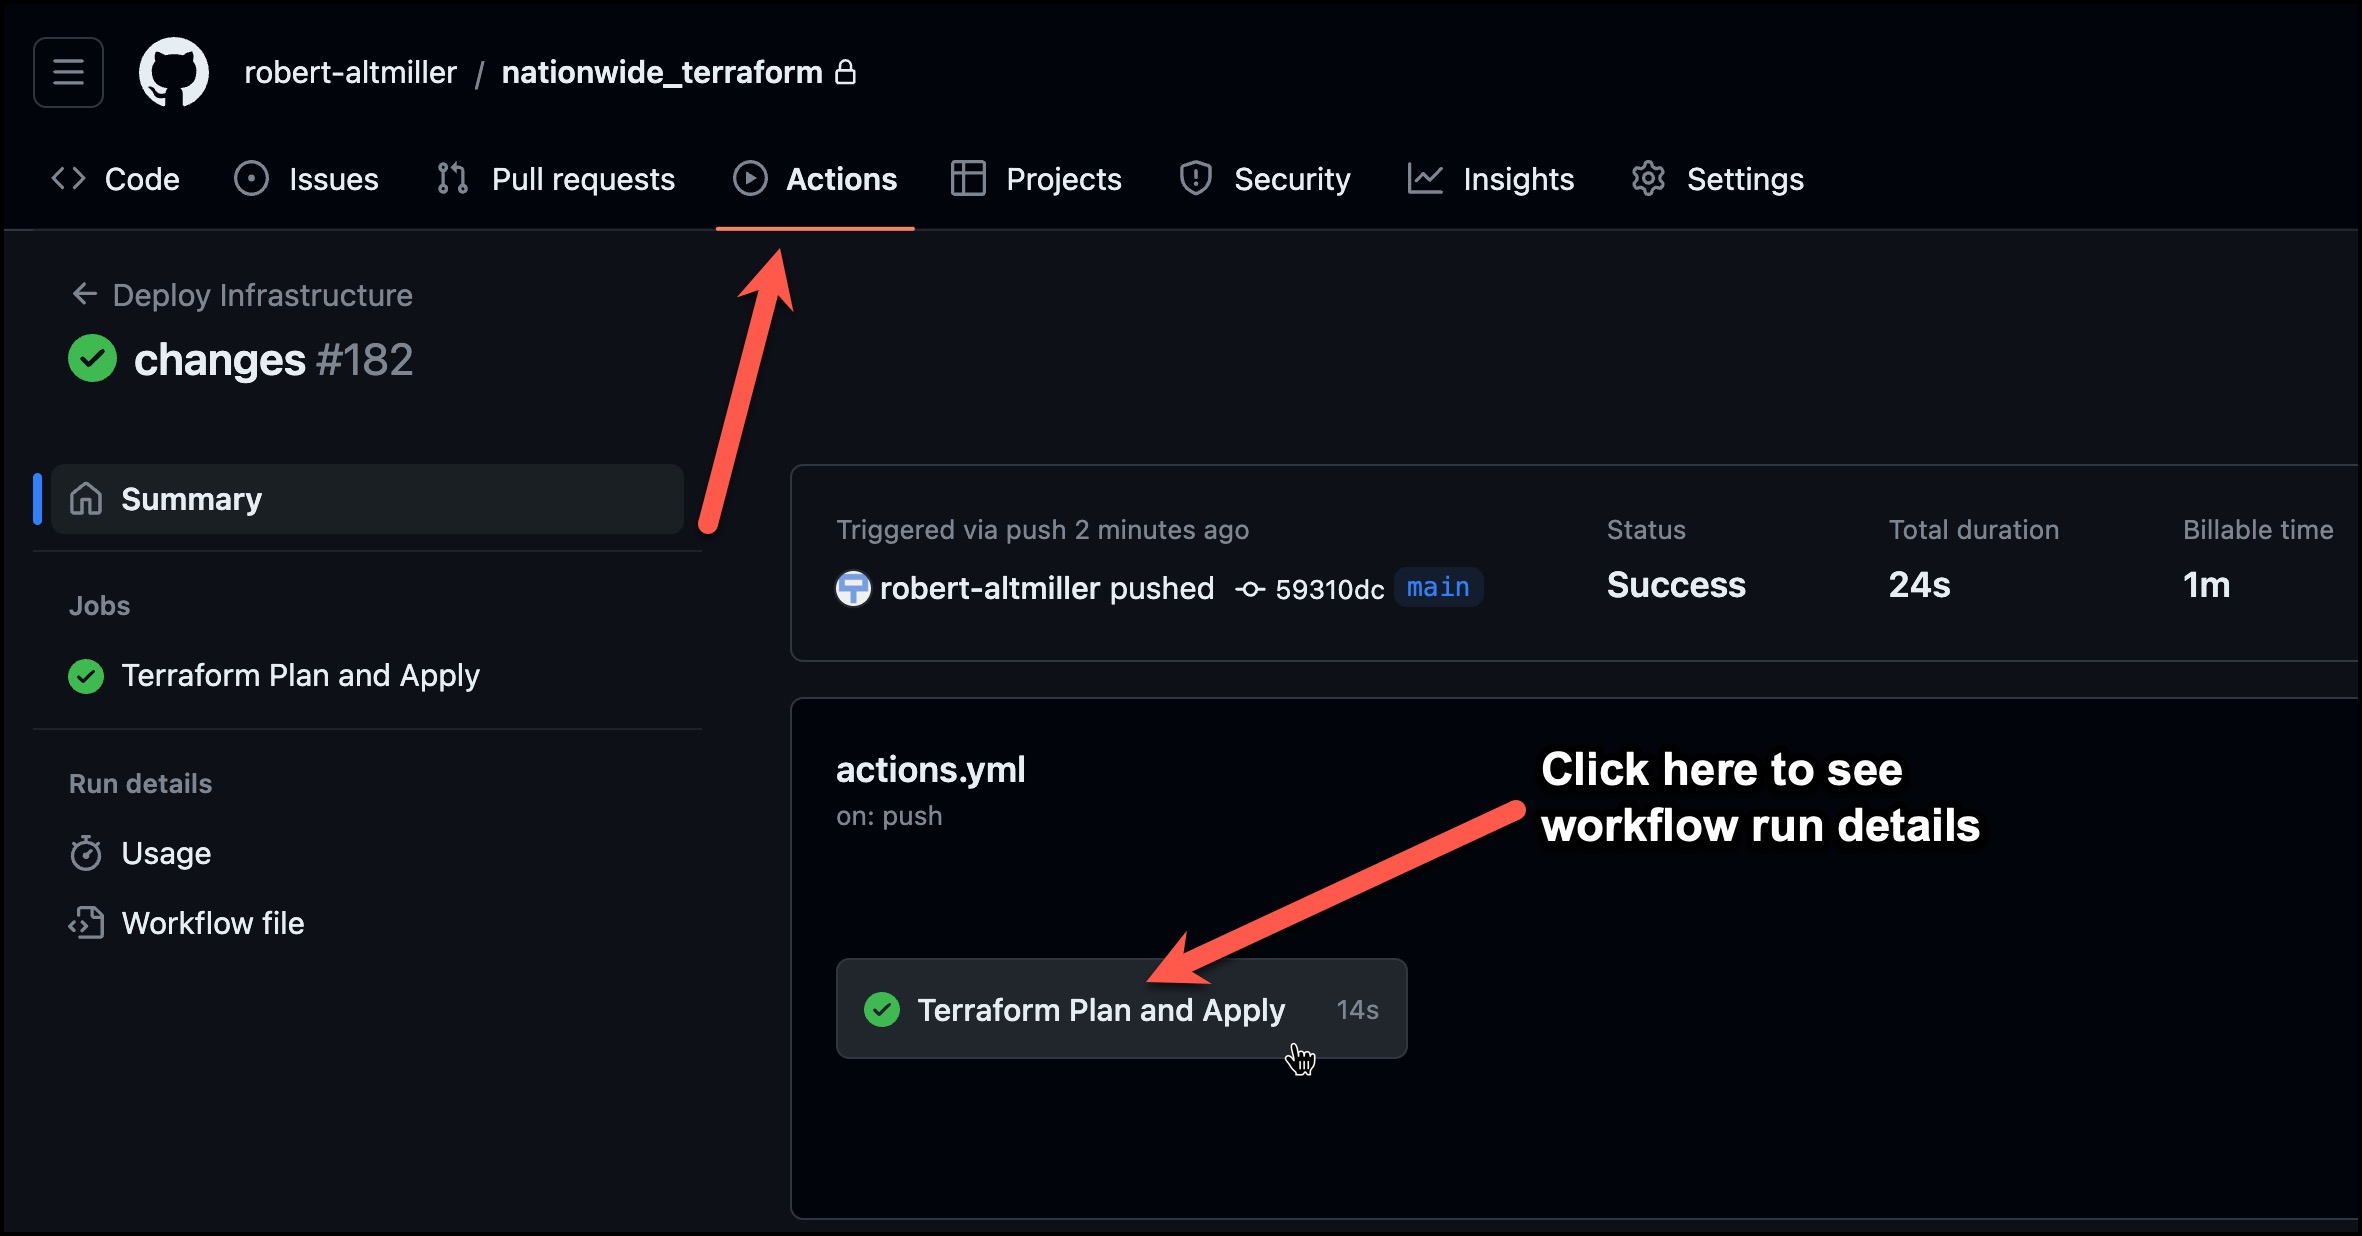 robert-altmiller / nationwide_terraform
Code Issues Pull requests Actions Projects Security Insights Settings
← Deploy Infrastructure
changes #182
Summary
Jobs
Terraform Plan and Apply
Run details
Usage
Workflow file
Triggered via push 2 minutes ago
robert-altmiller pushed 59310dc main
Status
Success
Total duration
24s
Billable time
1m
actions.yml
on: push
Click here to see
workflow run details
Terraform Plan and Apply 14s